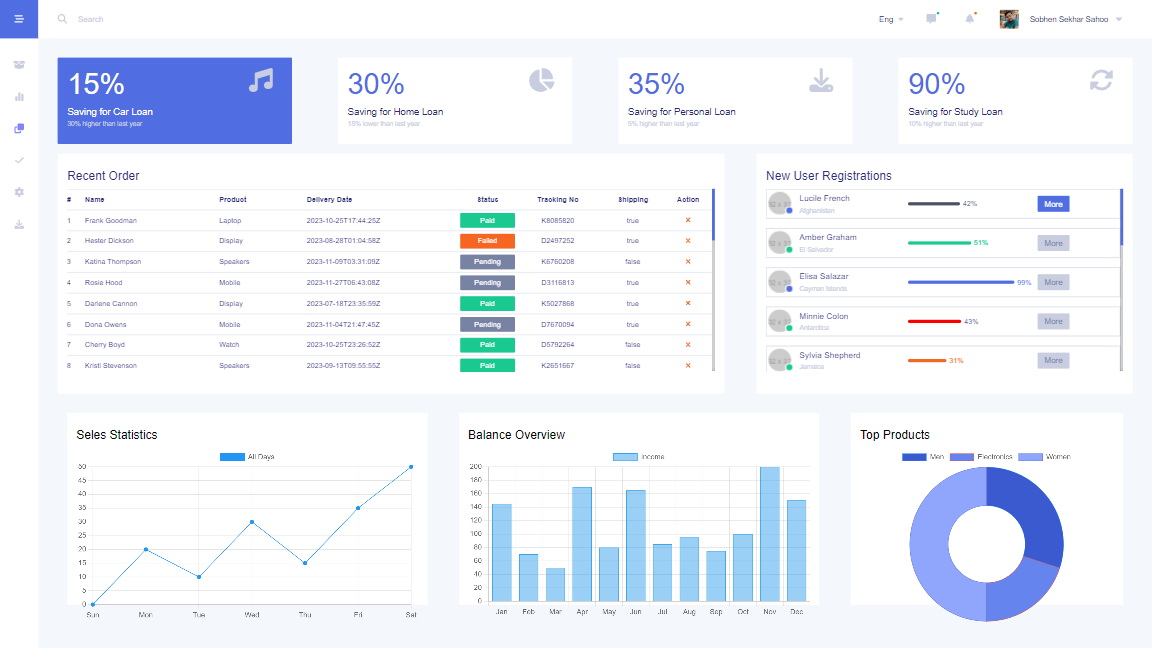 Search
Eng
Sobhen Sekhar Sahoo
15%
Saving for Car Loan
30% higher than last year
30%
Saving for Home Loan
15% lower than last year
35%
Saving for Personal Loan
5% higher than last year
90%
Saving for Study Loan
10% higher than last year
Recent Order
# Name Product Delivery Date Status Tracking No Shipping Action
1 Frank Goodman Laptop 2023-10-25T17:44:25Z Paid K8085820 true ×
2 Hester Dickson Display 2023-08-28T01:04:58Z Failed D2497252 true ×
3 Katina Thompson Speakers 2023-11-09T03:31:09Z Pending K6760208 false ×
4 Rosie Hood Mobile 2023-11-27T06:43:08Z Pending D3116813 true ×
5 Darlene Cannon Display 2023-07-18T23:35:59Z Paid K5027868 true ×
6 Dona Owens Mobile 2023-11-04T21:47:45Z Pending D7670094 true ×
7 Cherry Boyd Watch 2023-10-25T23:26:52Z Paid D5792264 false ×
8 Kristi Stevenson Speakers 2023-09-13T09:55:55Z Paid K2651667 false ×
New User Registrations
Lucile French
Afghanistan
42%
More
Amber Graham
El Salvador
51%
More
Elisa Salazar
Cayman Islands
99%
More
Minnie Colon
Antarctica
43%
More
Sylvia Shepherd
Jamaica
31%
More
Seles Statistics
All Days
50
45
40
35
30
25
20
15
10
5
0
Sun Mon Tue Wed Thu Fri Sat
Balance Overview
Income
200
180
160
140
120
100
80
60
40
20
0
Jan Feb Mar Apr May Jun Jul Aug Sep Oct Nov Dec
Top Products
Men Electronics Women